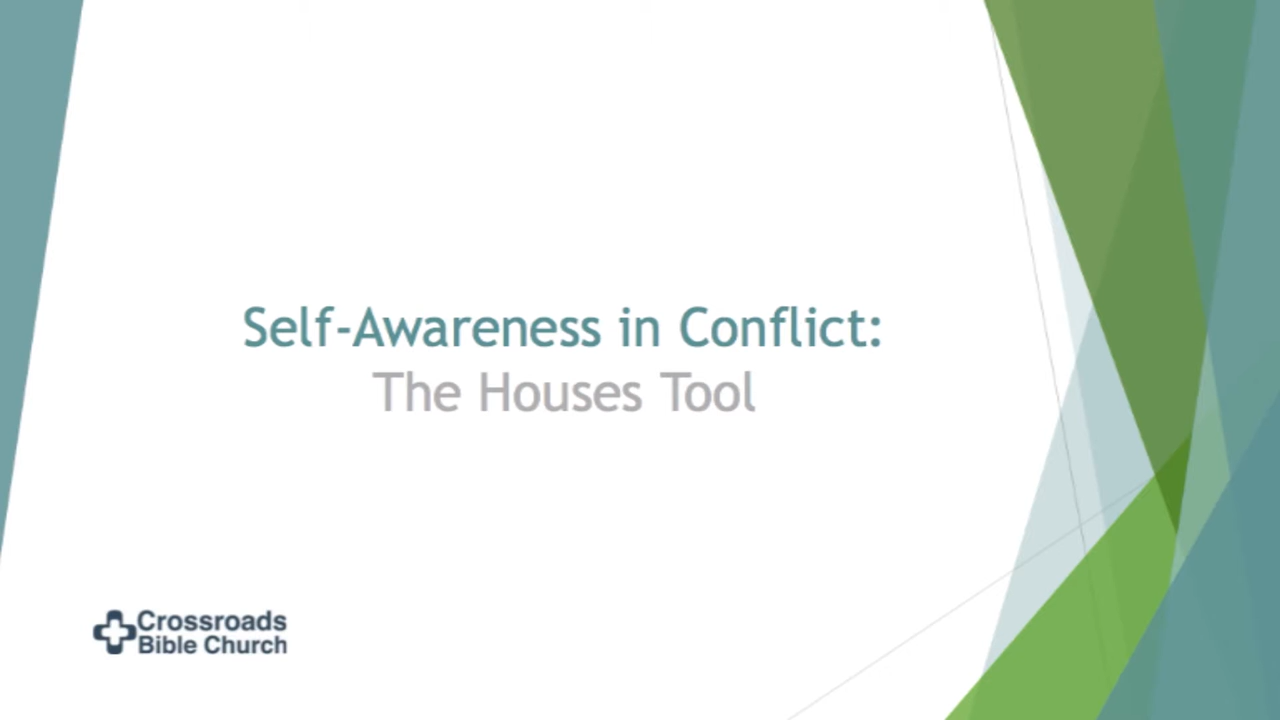 Self-Awareness in Conflict:
The Houses Tool
Crossroads
Bible Church